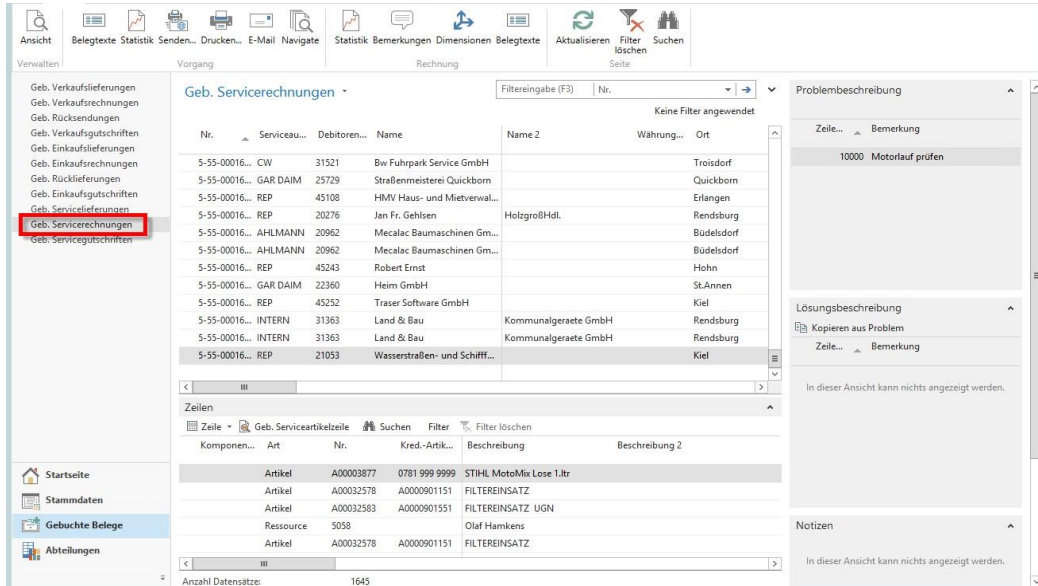 Ansicht
Belegtexte Statistik Senden... Drucken... E-Mail Navigate
Statistik Bemerkungen Dimensionen Belegtexte
Aktualisieren Filter löschen Suchen
Verwalten
Vorgang
Rechnung
Seite
Geb. Verkaufslieferungen
Geb. Verkaufsrechnungen
Geb. Rücksendungen
Geb. Verkaufsgutschriften
Geb. Einkaufslieferungen
Geb. Einkaufsrechnungen
Geb. Rücklieferungen
Geb. Einkaufsgutschriften
Geb. Servicelieferungen
Geb. Servicerechnungen
Geb. Servicegutschriften
Startseite
Stammdaten
Gebuchte Belege
Abteilungen
Geb. Servicerechnungen
Filtereingabe (F3) Nr.
Keine Filter angewendet
Nr. Serviceau... Debitoren... Name Name 2 Währung... Ort
5-55-00016... CW 31521 Bw Fuhrpark Service GmbH Troisdorf
5-55-00016... GAR DAIM 25729 Straßenmeisterei Quickborn Quickborn
5-55-00016... REP 45108 HMV Haus- und Mietverwal... Erlangen
5-55-00016... REP 20276 Jan Fr. Gehlsen HolzgroßHdl. Rendsburg
5-55-00016... AHLMANN 20962 Mecalac Baumaschinen Gm... Büdelsdorf
5-55-00016... AHLMANN 20962 Mecalac Baumaschinen Gm... Büdelsdorf
5-55-00016... REP 45243 Robert Ernst Hohn
5-55-00016... GAR DAIM 22360 Heim GmbH St.Annen
5-55-00016... REP 45252 Traser Software GmbH Kiel
5-55-00016... INTERN 31363 Land & Bau Kommunalgeraete GmbH Rendsburg
5-55-00016... INTERN 31363 Land & Bau Kommunalgeraete GmbH Rendsburg
5-55-00016... REP 21053 Wasserstraßen- und Schifff... Kiel
Zeilen
Zeile Geb. Serviceartikelzeile Suchen Filter Filter löschen
Komponen... Art Nr. Kred.-Artik... Beschreibung Beschreibung 2
Artikel A00003877 0781 999 9999 STIHL MotoMix Lose 1.ltr
Artikel A00032578 A0000901151 FILTEREINSATZ
Artikel A00032583 A0000901551 FILTEREINSATZ UGN
Ressource 5058 Olaf Hamkens
Artikel A00032578 A0000901151 FILTEREINSATZ
Anzahl Datensätze: 1645
Problembeschreibung
Zeile... Bemerkung
10000 Motorlauf prüfen
Lösungsbeschreibung
Kopieren aus Problem
Zeile... Bemerkung
In dieser Ansicht kann nichts angezeigt werden.
Notizen
In dieser Ansicht kann nichts angezeigt werden.